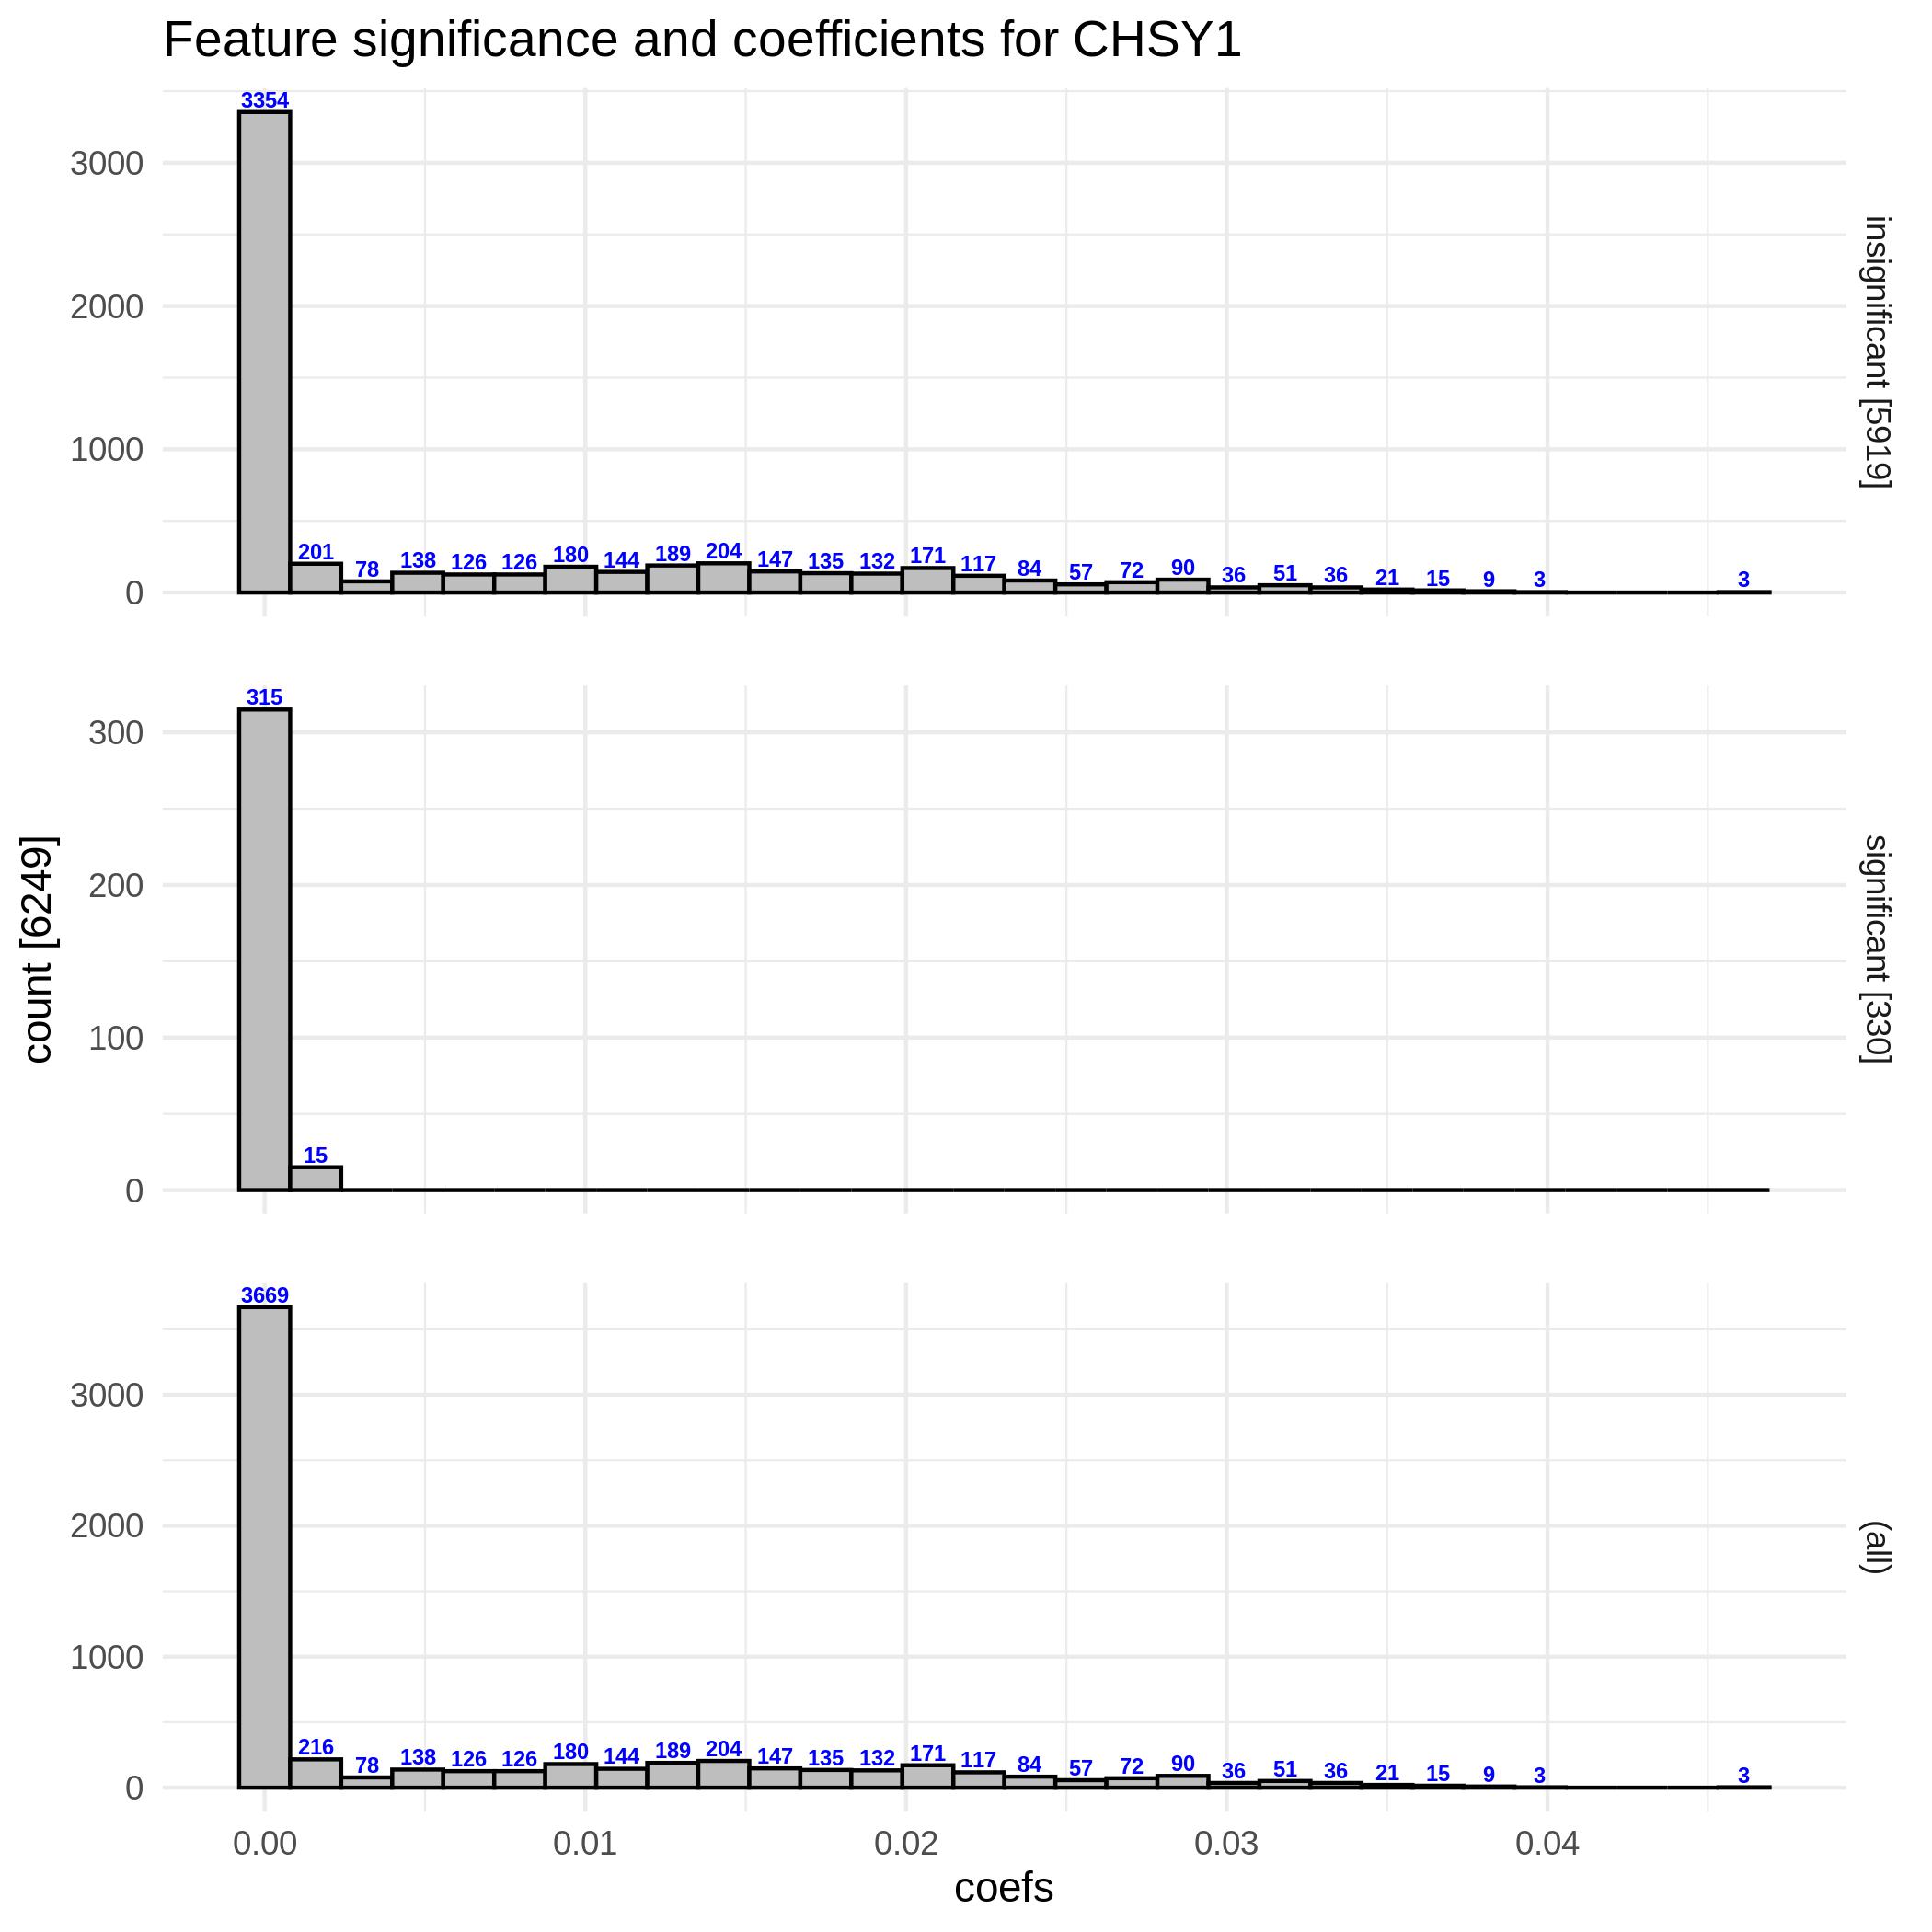 Feature significance and coefficients for CHSY1
3354
3000
2000
1000
0
201 78 138 126 126 180 144 189 204 147 135 132 171 117 84 57 72 90 36 51 36 21 15 9 3 3
insignificant [5919]
315
300
200
100
0
15
significant [330]
count [6249]
3669
3000
2000
1000
0
216 78 138 126 126 180 144 189 204 147 135 132 171 117 84 57 72 90 36 51 36 21 15 9 3 3
(all)
0.00 0.01 0.02 0.03 0.04
coefs